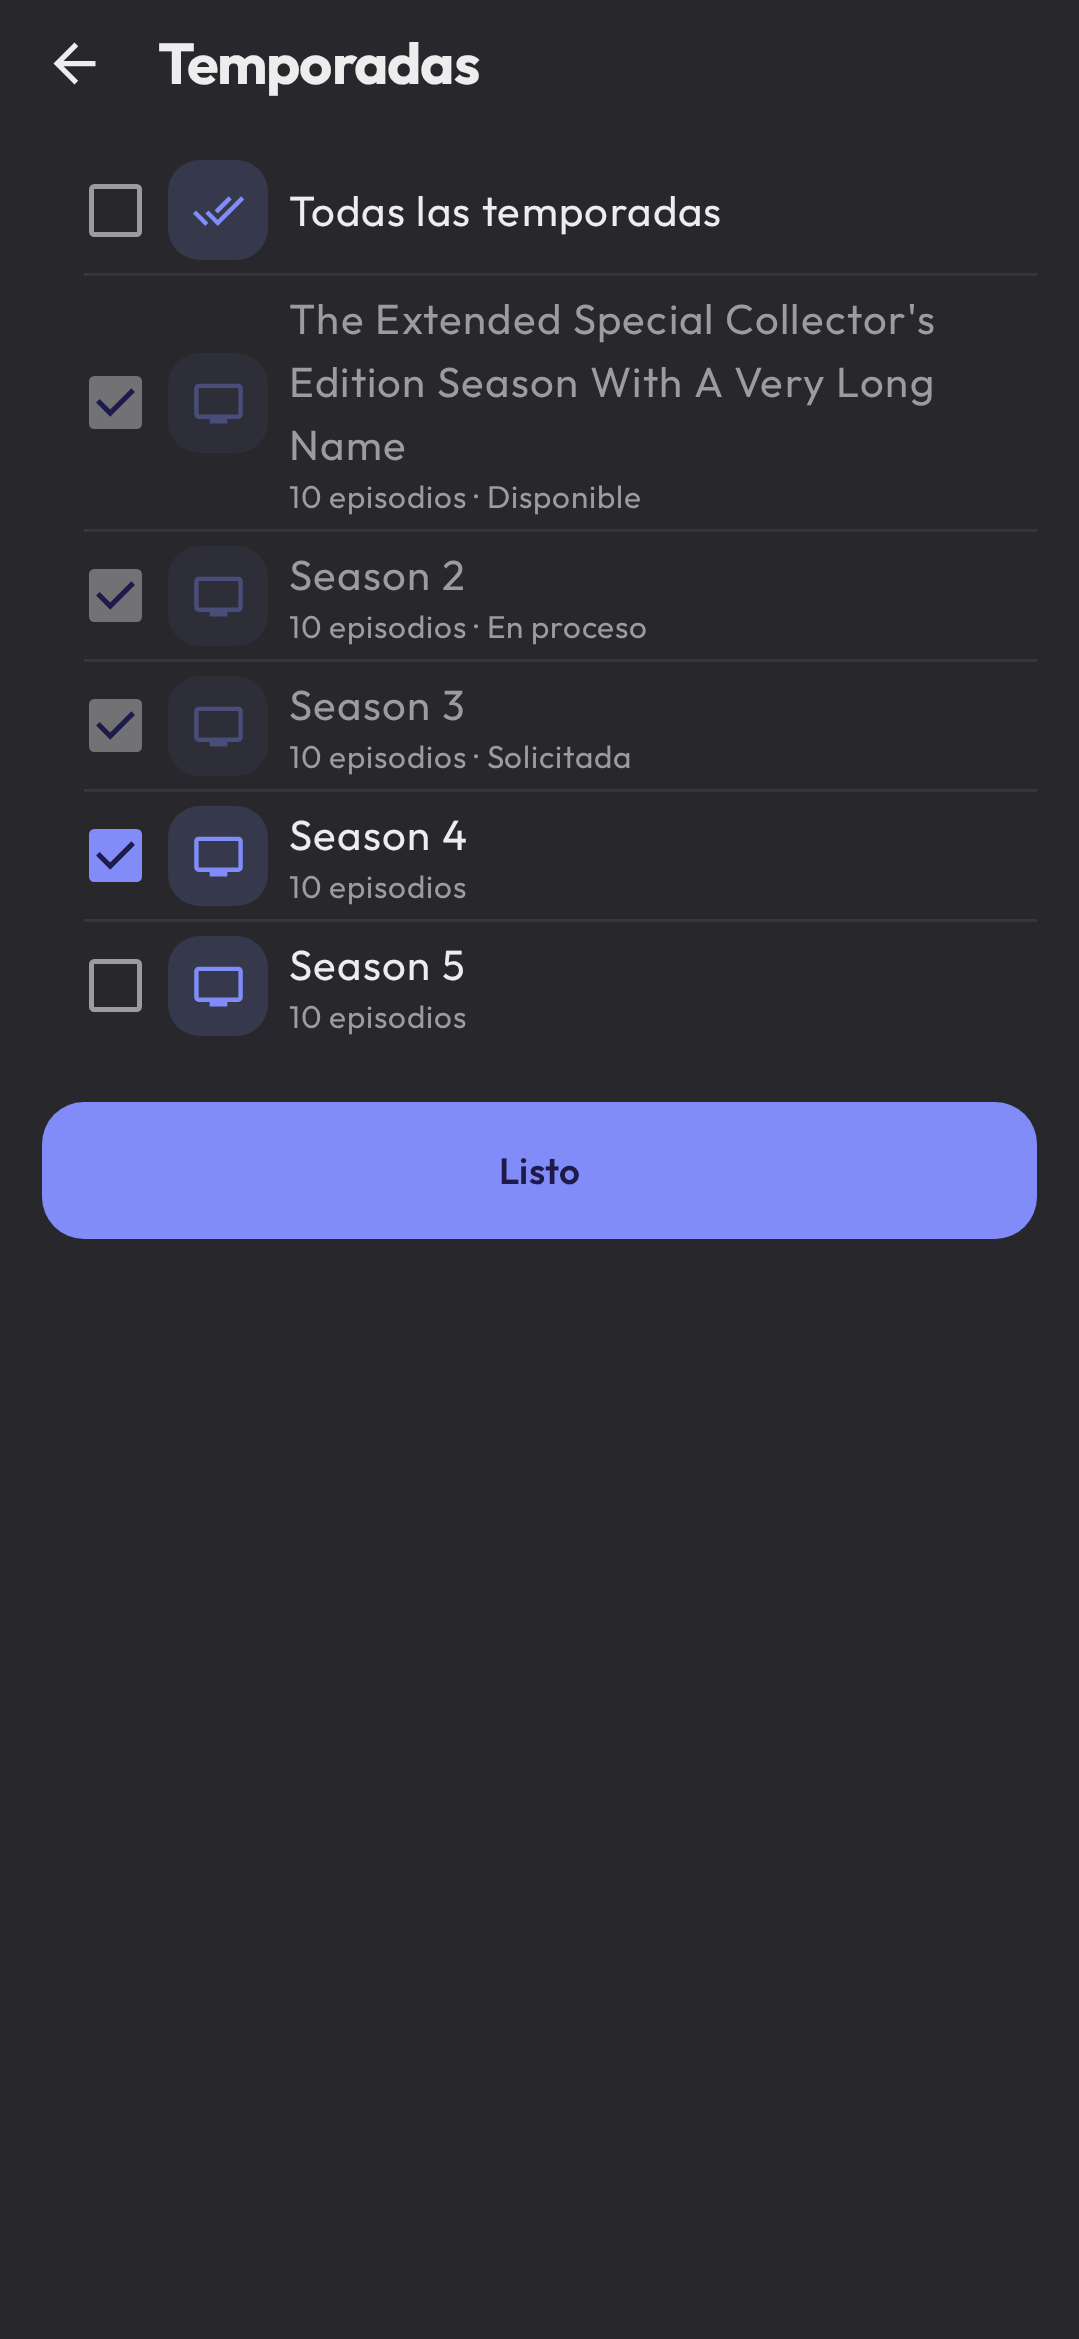 Temporadas
Todas las temporadas
The Extended Special Collector's
Edition Season With A Very Long
Name
10 episodios · Disponible
Season 2
10 episodios · En proceso
Season 3
10 episodios · Solicitada
Season 4
10 episodios
Season 5
10 episodios
Listo